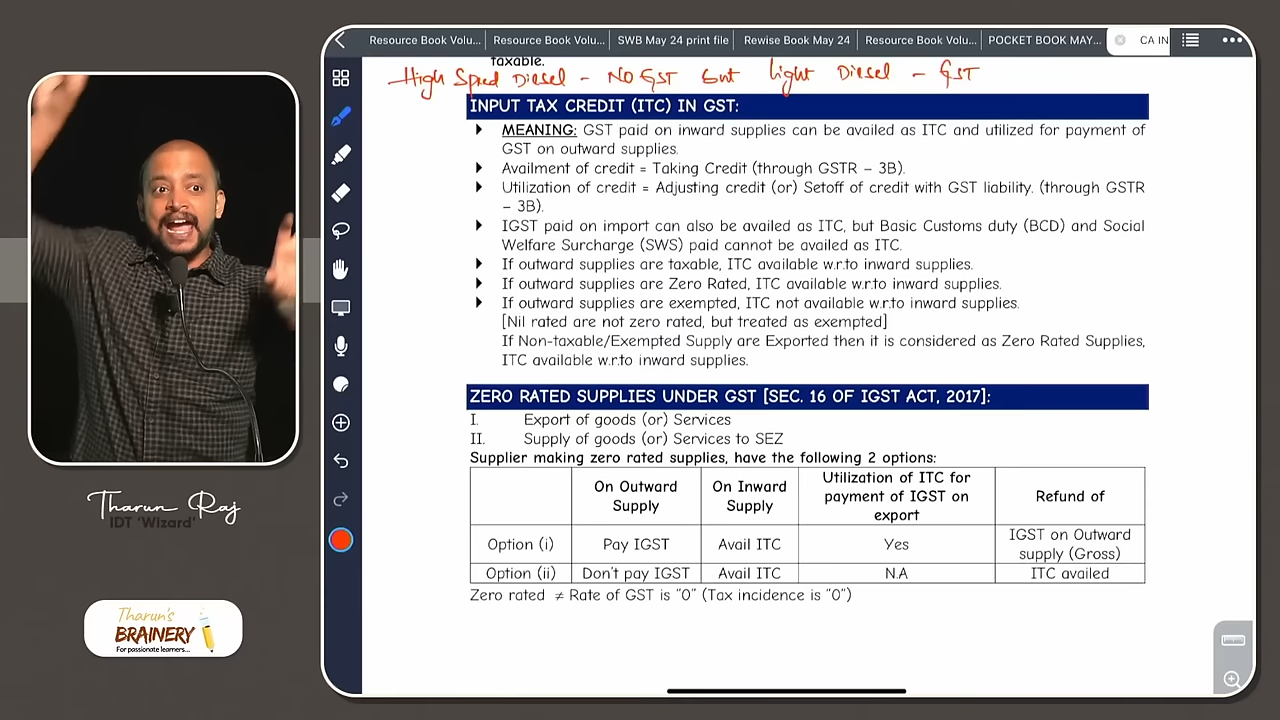 Resource Book Volu...
Resource Book Volu...
SWB May 24 print file
Rewise Book May 24
Resource Book Volu...
POCKET BOOK MAY...
CA IN
taxable.
High Speed Diesel - NO GST but light Diesel - GST
INPUT TAX CREDIT (ITC) IN GST:
MEANING: GST paid on inward supplies can be availed as ITC and utilized for payment of
GST on outward supplies.
Availment of credit = Taking Credit (through GSTR – 3B).
Utilization of credit = Adjusting credit (or) Setoff of credit with GST liability. (through GSTR
– 3B).
IGST paid on import can also be availed as ITC, but Basic Customs duty (BCD) and Social
Welfare Surcharge (SWS) paid cannot be availed as ITC.
If outward supplies are taxable, ITC available w.r.to inward supplies.
If outward supplies are Zero Rated, ITC available w.r.to inward supplies.
If outward supplies are exempted, ITC not available w.r.to inward supplies.
[Nil rated are not zero rated, but treated as exempted]
If Non-taxable/Exempted Supply are Exported then it is considered as Zero Rated Supplies,
ITC available w.r.to inward supplies.
ZERO RATED SUPPLIES UNDER GST [SEC. 16 OF IGST ACT, 2017]:
I. Export of goods (or) Services
II. Supply of goods (or) Services to SEZ
Supplier making zero rated supplies, have the following 2 options:
On Outward
Supply
On Inward
Supply
Utilization of ITC for
payment of IGST on
export
Refund of
Option (i)
Pay IGST
Avail ITC
Yes
IGST on Outward
supply (Gross)
Option (ii)
Don't pay IGST
Avail ITC
N.A
ITC availed
Zero rated ≠ Rate of GST is "0" (Tax incidence is "0")
Tharun Raj
IDT 'Wizard'
Tharun's
BRAINERY
For passionate learners...